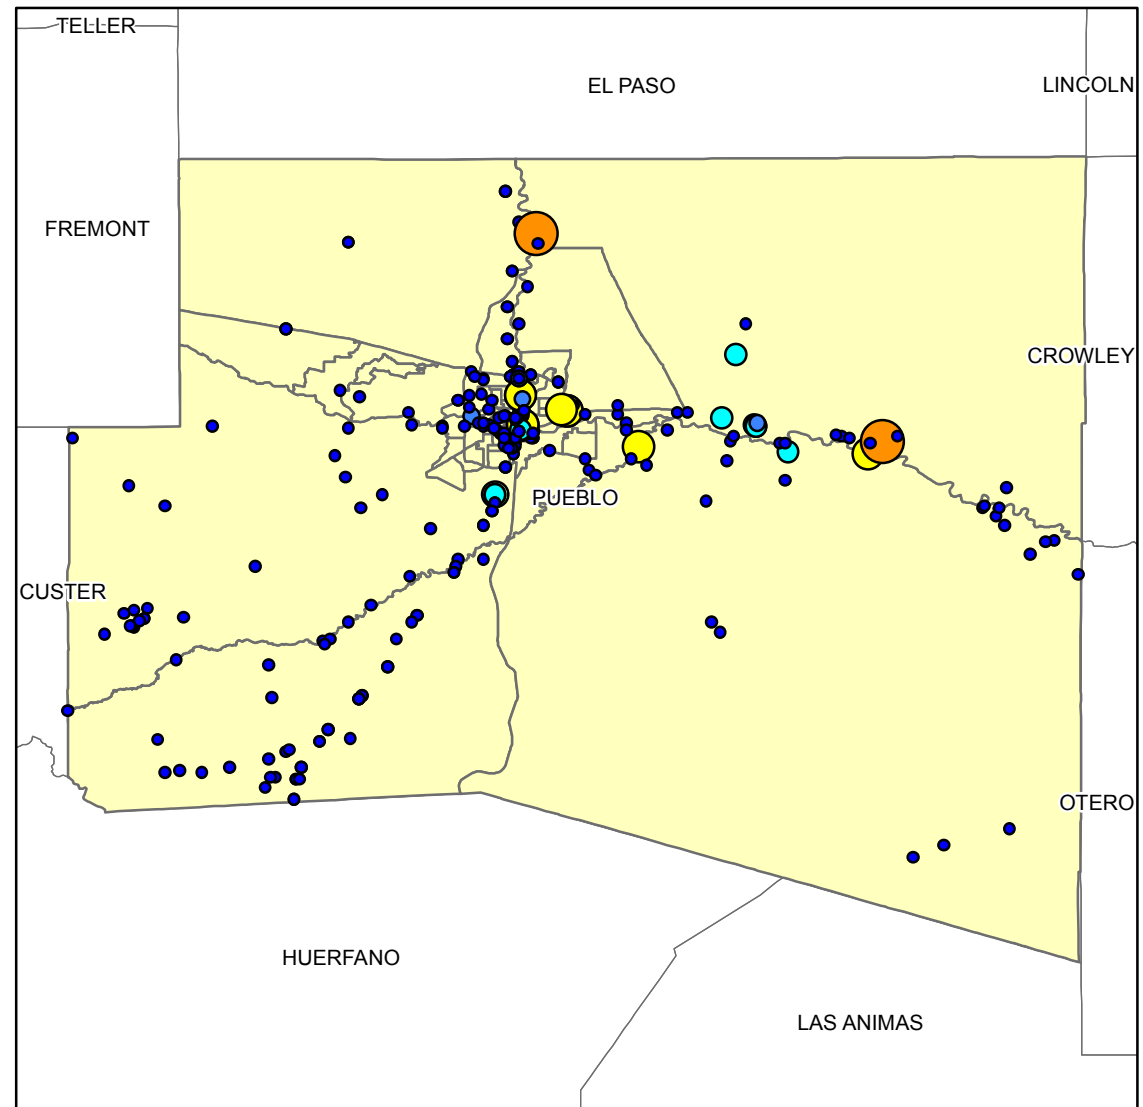 TELLER
EL PASO
LINCOLN
FREMONT
CROWLEY
PUEBLO
CUSTER
OTERO
HUERFANO
LAS ANIMAS